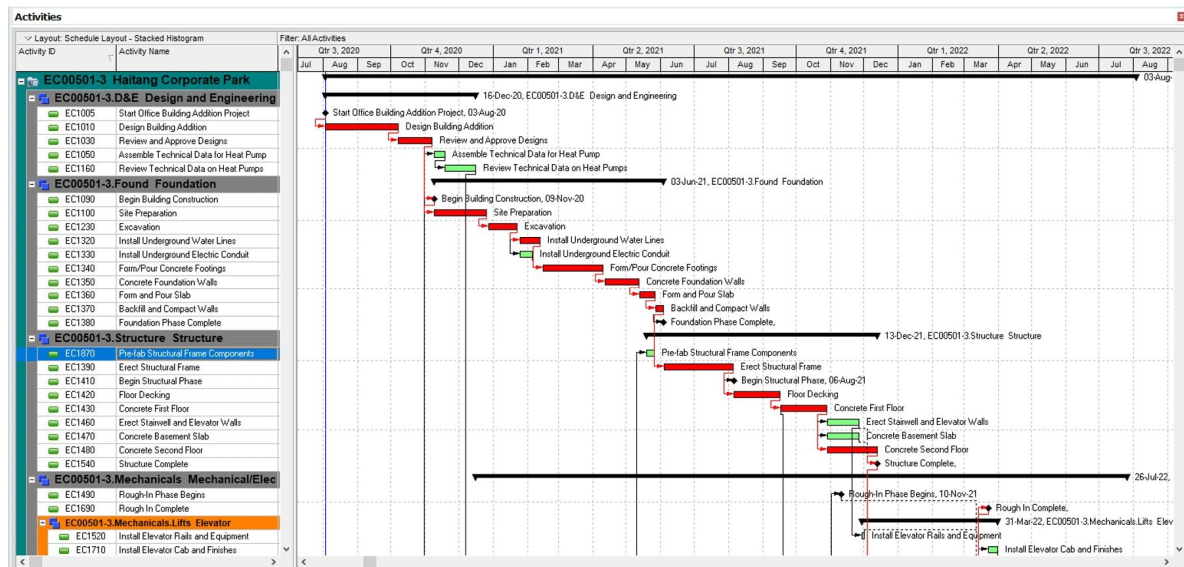 Activities
Layout: Schedule Layout - Stacked Histogram
Filter: All Activities
Activity ID Activity Name
Qtr 3, 2020 Qtr 4, 2020 Qtr 1, 2021 Qtr 2, 2021 Qtr 3, 2021 Qtr 4, 2021 Qtr 1, 2022 Qtr 2, 2022 Qtr 3, 2022
Jul Aug Sep Oct Nov Dec Jan Feb Mar Apr May Jun Jul Aug Sep Oct Nov Dec Jan Feb Mar Apr May Jun Jul Aug
EC00501-3 Haitang Corporate Park 03-Aug-
EC00501-3.D&E Design and Engineering 16-Dec-20, EC00501-3.D&E Design and Engineering
EC1005 Start Office Building Addition Project Start Office Building Addition Project, 03-Aug-20
EC1010 Design Building Addition Design Building Addition
EC1030 Review and Approve Designs Review and Approve Designs
EC1050 Assemble Technical Data for Heat Pump Assemble Technical Data for Heat Pump
EC1160 Review Technical Data on Heat Pumps Review Technical Data on Heat Pumps
EC00501-3.Found Foundation 03-Jun-21, EC00501-3.Found Foundation
EC1090 Begin Building Construction Begin Building Construction, 09-Nov-20
EC1100 Site Preparation Site Preparation
EC1230 Excavation Excavation
EC1320 Install Underground Water Lines Install Underground Water Lines
EC1330 Install Underground Electric Conduit Install Underground Electric Conduit
EC1340 Form/Pour Concrete Footings Form/Pour Concrete Footings
EC1350 Concrete Foundation Walls Concrete Foundation Walls
EC1360 Form and Pour Slab Form and Pour Slab
EC1370 Backfill and Compact Walls Backfill and Compact Walls
EC1380 Foundation Phase Complete Foundation Phase Complete,
EC00501-3.Structure Structure 13-Dec-21, EC00501-3.Structure Structure
EC1870 Pre-fab Structural Frame Components Pre-fab Structural Frame Components
EC1390 Erect Structural Frame Erect Structural Frame
EC1410 Begin Structural Phase Begin Structural Phase, 06-Aug-21
EC1420 Floor Decking Floor Decking
EC1430 Concrete First Floor Concrete First Floor
EC1460 Erect Stairwell and Elevator Walls Erect Stairwell and Elevator Walls
EC1470 Concrete Basement Slab Concrete Basement Slab
EC1480 Concrete Second Floor Concrete Second Floor
EC1540 Structure Complete Structure Complete,
EC00501-3.Mechanicals Mechanical/Elec 26-Jul-22,
EC1490 Rough-In Phase Begins Rough-In Phase Begins, 10-Nov-21
EC1690 Rough In Complete Rough In Complete,
EC00501-3.Mechanicals.Lifts Elevator 31-Mar-22, EC00501-3.Mechanicals.Lifts Elev
EC1520 Install Elevator Rails and Equipment Install Elevator Rails and Equipment
EC1710 Install Elevator Cab and Finishes Install Elevator Cab and Finishes